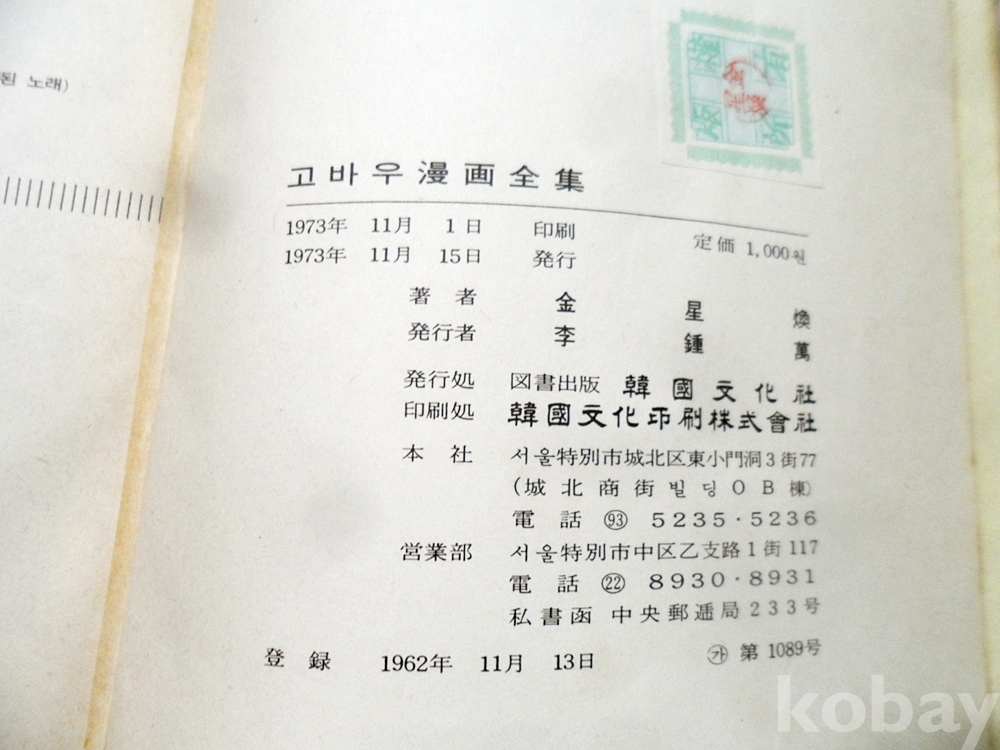 된 노래)
版權所有
고바우漫画全集
1973年 11月 1日 印刷
1973年 11月 15日 発行
定価 1,000원
著者 金星煥
発行者 李鍾萬
発行処 図書出版 韓國文化社
印刷処 韓國文化印刷株式會社
本社 서울特別市城北区東小門洞3街77
(城北商街빌딩OB棟)
電話 ㉝ 5235·5236
営業部 서울特別市中区乙支路1街117
電話 ㉒ 8930·8931
私書函 中央郵逓局233号
登録 1962年 11月 13日 ㉮ 第1089号
kobay